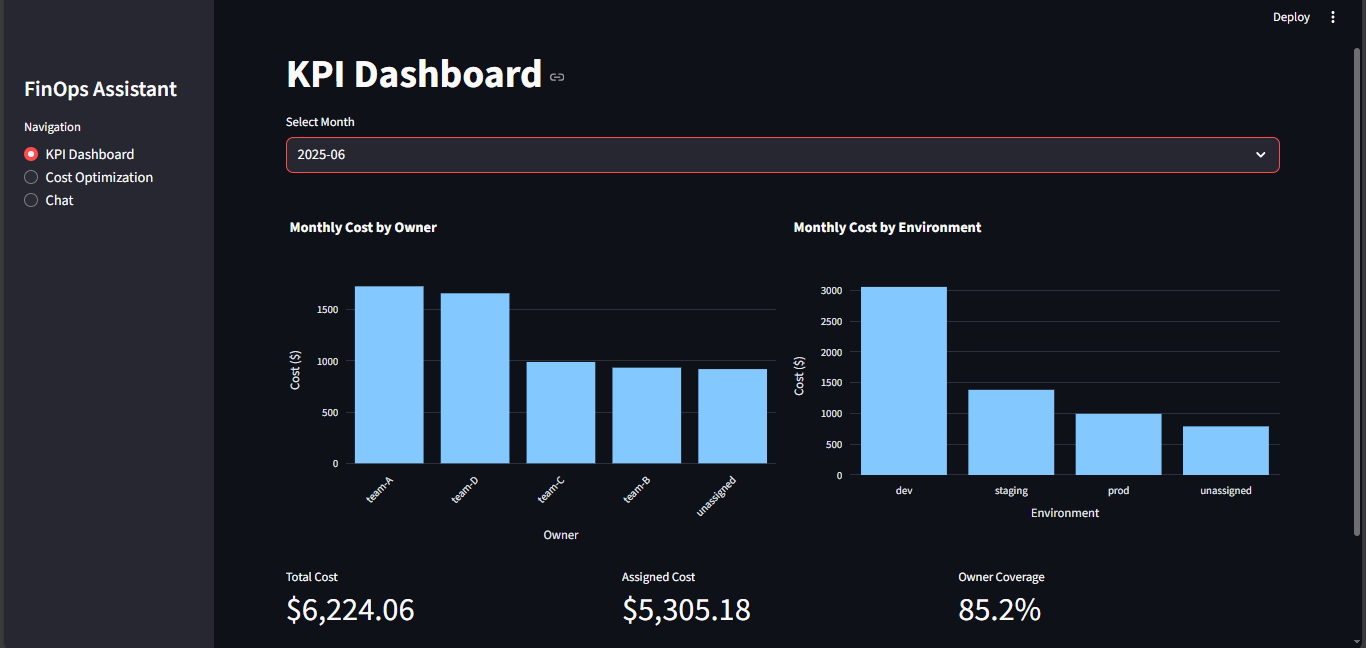 Deploy
FinOps Assistant
Navigation
KPI Dashboard
Cost Optimization
Chat
KPI Dashboard
Select Month
2025-06
Monthly Cost by Owner
1500
1000
500
0
Cost ($)
team-A
team-D
team-C
team-B
unassigned
Owner
Monthly Cost by Environment
3000
2500
2000
1500
1000
500
0
Cost ($)
dev
staging
prod
unassigned
Environment
Total Cost
$6,224.06
Assigned Cost
$5,305.18
Owner Coverage
85.2%